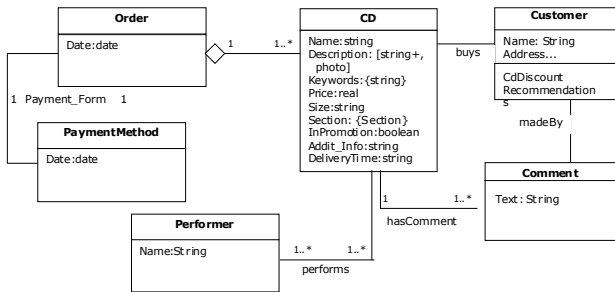 Order
Date:date
1
1..*
CD
Name:string
Description: [string+,
photo]
Keywords:{string}
Price:real
Size:string
Section: {Section}
InPromotion:boolean
Addit_Info:string
DeliveryTime:string
buys
Customer
Name: String
Address...
CdDiscount
Recommendation
s
madeBy
1 Payment_Form 1
PaymentMethod
Date:date
Comment
Text: String
1
1..*
hasComment
Performer
Name:String
1..*
1..*
performs